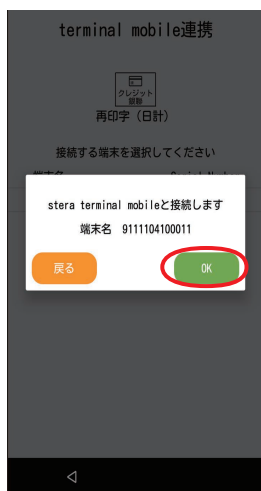 terminal mobile連携
クレジット
再印字（日計）
接続する端末を選択してください
stera terminal mobileと接続します
端末名 9111104100011
戻る
OK